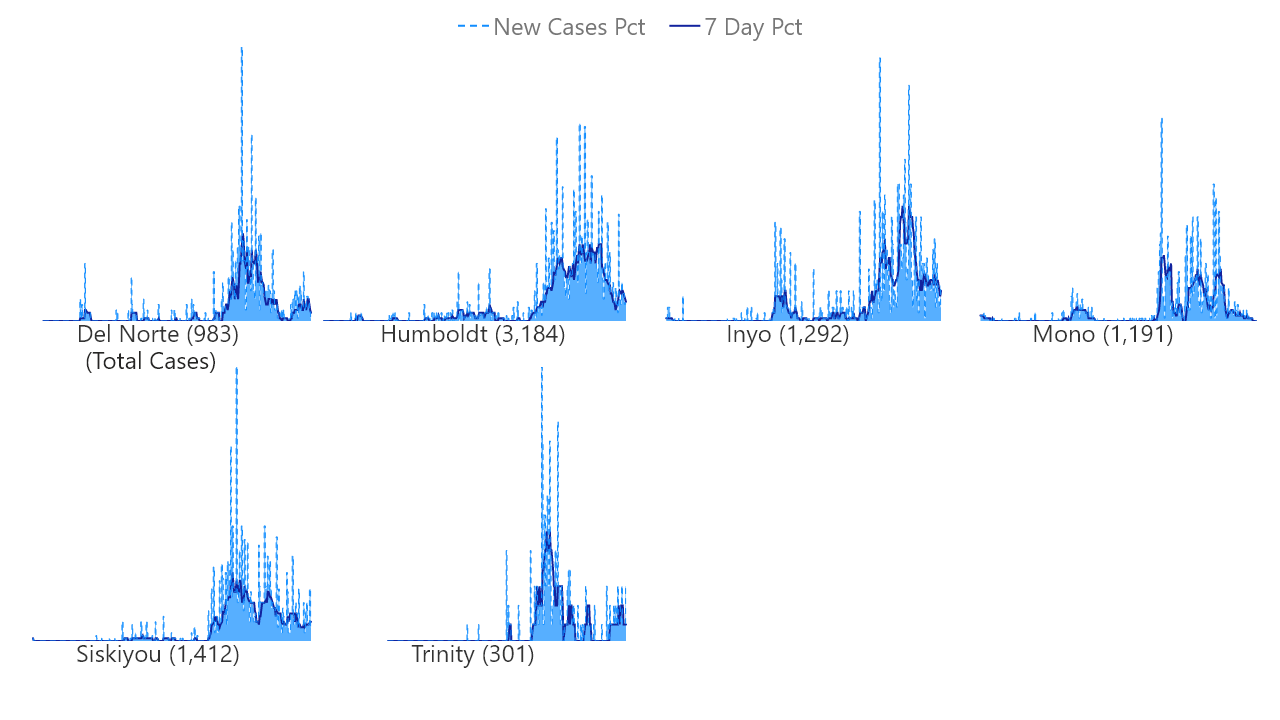 New Cases Pct 7 Day Pct
Del Norte (983) Humboldt (3,184) Inyo (1,292) Mono (1,191)
(Total Cases)
Siskiyou (1,412) Trinity (301)